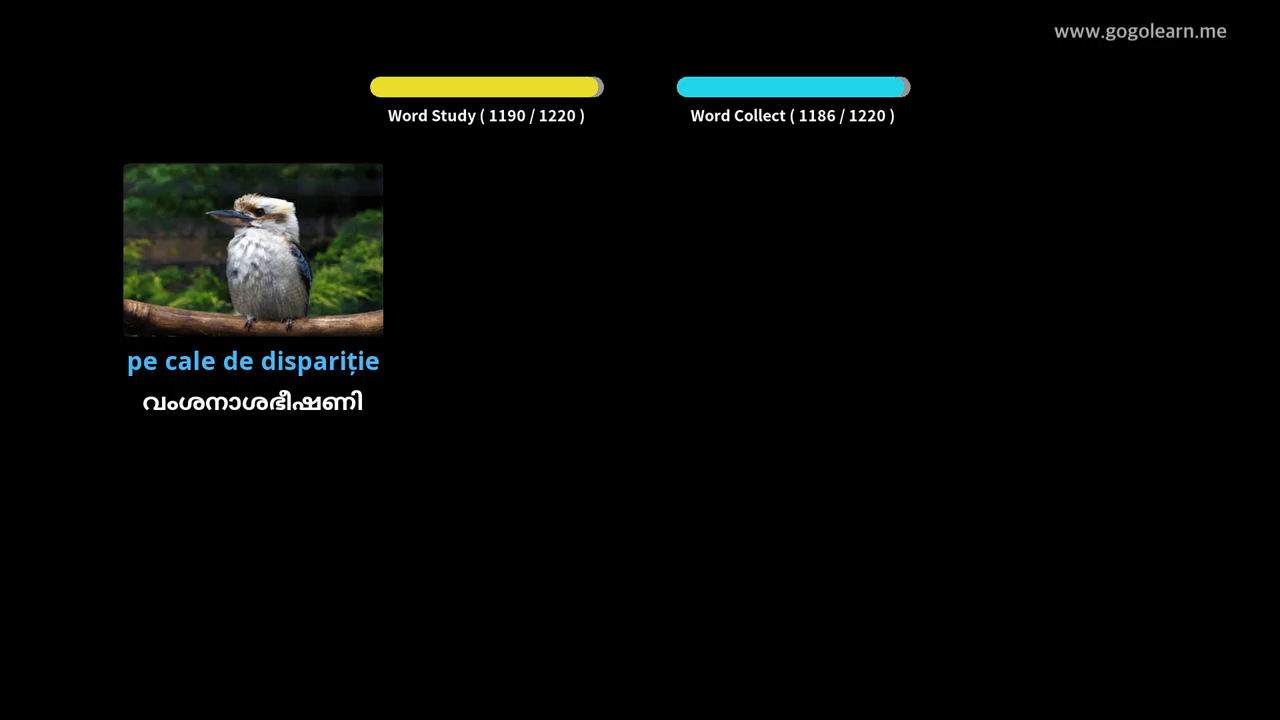 www.gogolearn.me
Word Study ( 1190 / 1220 )
Word Collect ( 1186 / 1220 )
pe cale de dispariție
വംശനാശഭീഷണി